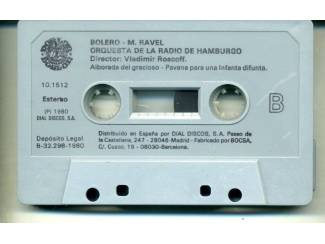 BOLERO - M. RAVEL
ORQUESTA DE LA RADIO DE HAMBURGO
Director: Vladimir Roscoff.
Alborada del gracioso - Pavana para una infanta difunta.
10.1512
Estereo
(P) 1980
DIAL DISCOS, S.A.
B
Depósito Legal
B-32.298-1980
Distribuido en España por DIAL DISCOS, S.A. Paseo de
la Castellana, 247 - 28046-Madrid - Fabricado por BOCSA,
C/. Cuzco, 19 - 08030-Barcelona.